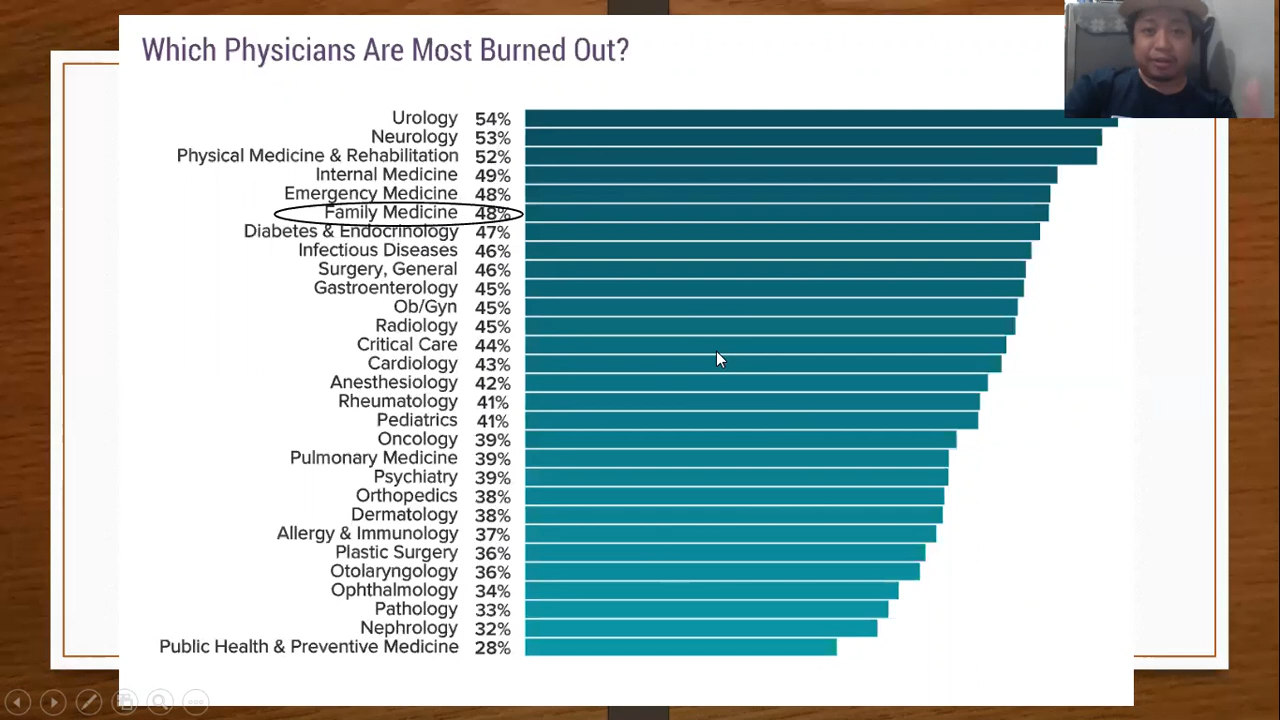 Which Physicians Are Most Burned Out?
Urology 54%
Neurology 53%
Physical Medicine & Rehabilitation 52%
Internal Medicine 49%
Emergency Medicine 48%
Family Medicine 48%
Diabetes & Endocrinology 47%
Infectious Diseases 46%
Surgery, General 46%
Gastroenterology 45%
Ob/Gyn 45%
Radiology 45%
Critical Care 44%
Cardiology 43%
Anesthesiology 42%
Rheumatology 41%
Pediatrics 41%
Oncology 39%
Pulmonary Medicine 39%
Psychiatry 39%
Orthopedics 38%
Dermatology 38%
Allergy & Immunology 37%
Plastic Surgery 36%
Otolaryngology 36%
Ophthalmology 34%
Pathology 33%
Nephrology 32%
Public Health & Preventive Medicine 28%